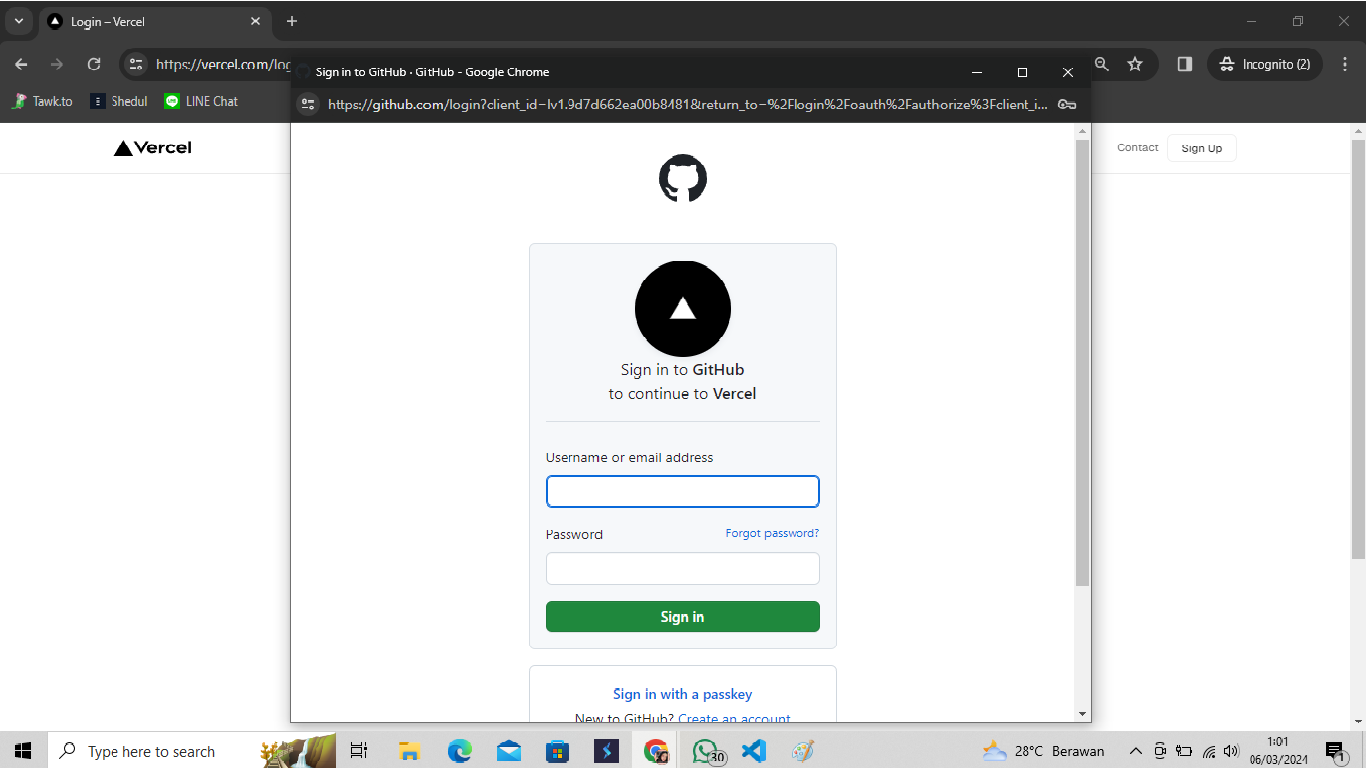 Login – Vercel
https://vercel.com/log
Sign in to GitHub · GitHub - Google Chrome
Incognito (2)
Tawk.to
Shedul
LINE Chat
https://github.com/login?client_id=Iv1.9d7d662ea00b8481&return_to=%2Flogin%2Foauth%2Fauthorize%3Fclient_i...
Vercel
Contact
Sign Up
Sign in to GitHub
to continue to Vercel
Username or email address
Password
Forgot password?
Sign in
Sign in with a passkey
New to GitHub? Create an account
Type here to search
30
28°C Berawan
1:01
06/03/2024
1